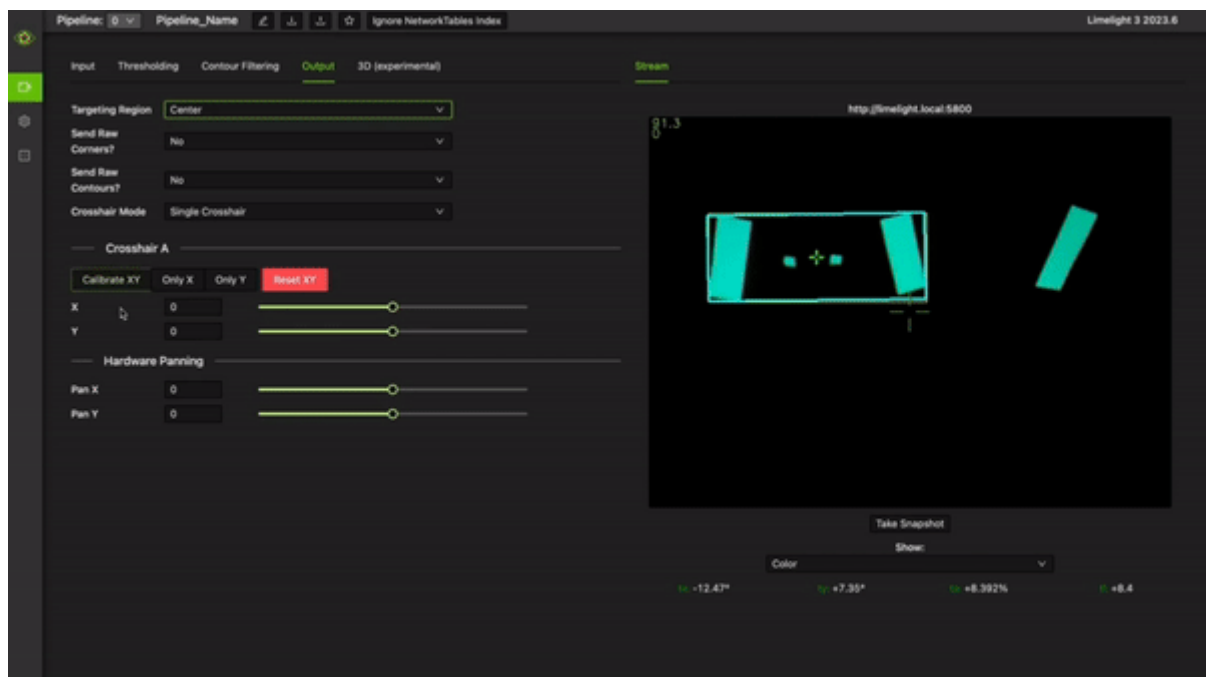 Pipeline: 0 Pipeline_Name Ignore NetworkTables Index Limelight 3 2023.6
Input Thresholding Contour Filtering Output 3D (experimental)
Stream
Targeting Region Center
Send Raw Corners? No
Send Raw Contours? No
Crosshair Mode Single Crosshair
Crosshair A
Calibrate XY Only X Only Y Reset XY
X 0
Y 0
Hardware Panning
Pan X 0
Pan Y 0
http://limelight.local:5800
Take Snapshot
Show:
Color
tx: -12.47° ty: +7.35° +8.392% +8.4